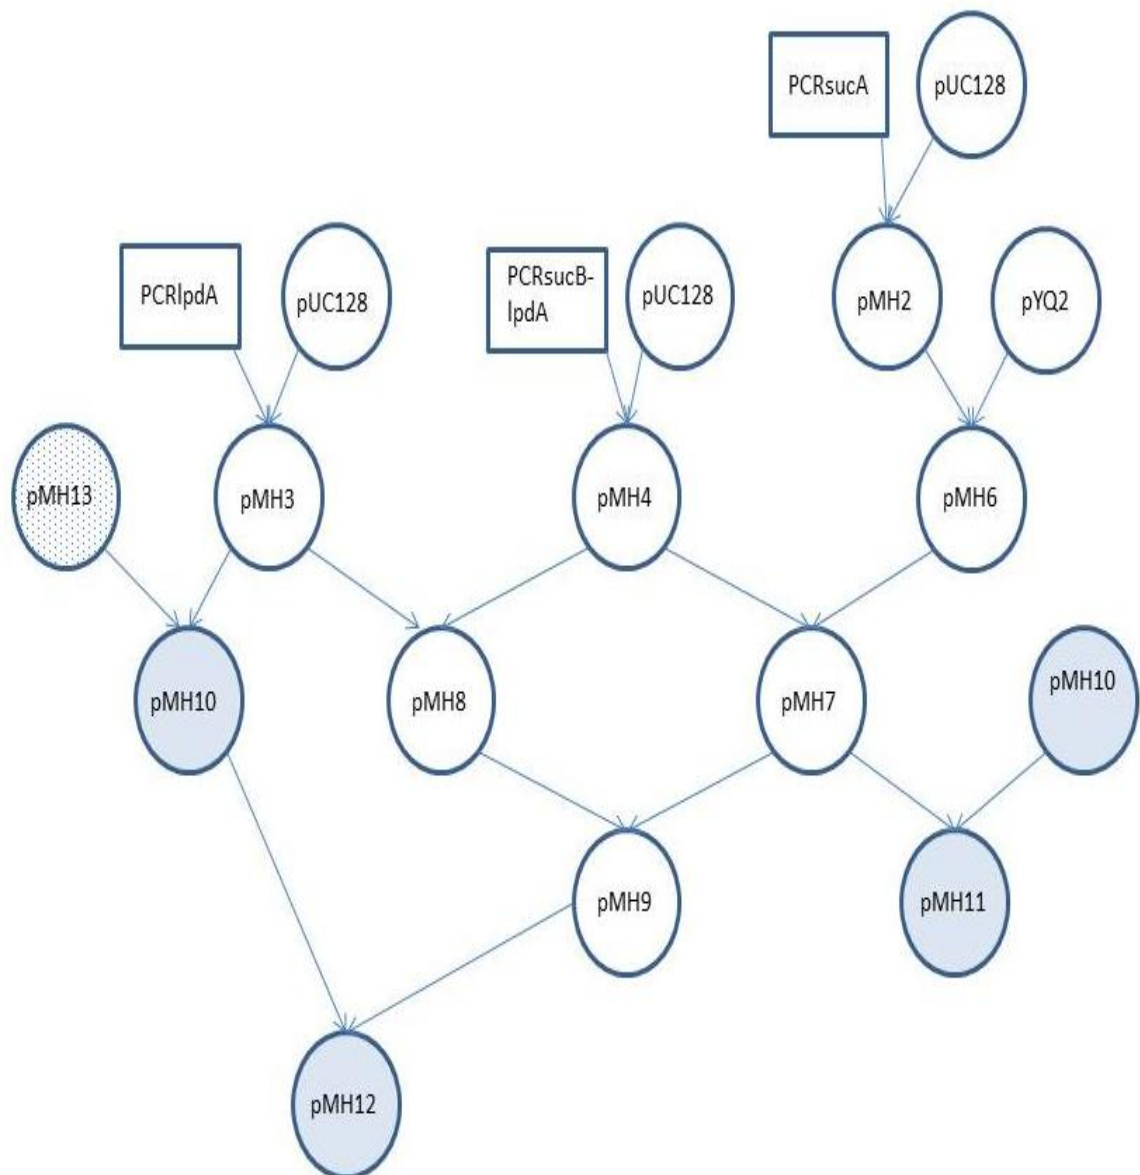 PCRsucA
pUC128
PCRlpdA
pUC128
PCRsucB-
lpdA
pUC128
pMH2
pYQ2
pMH13
pMH3
pMH4
pMH6
pMH10
pMH8
pMH7
pMH10
pMH9
pMH11
pMH12